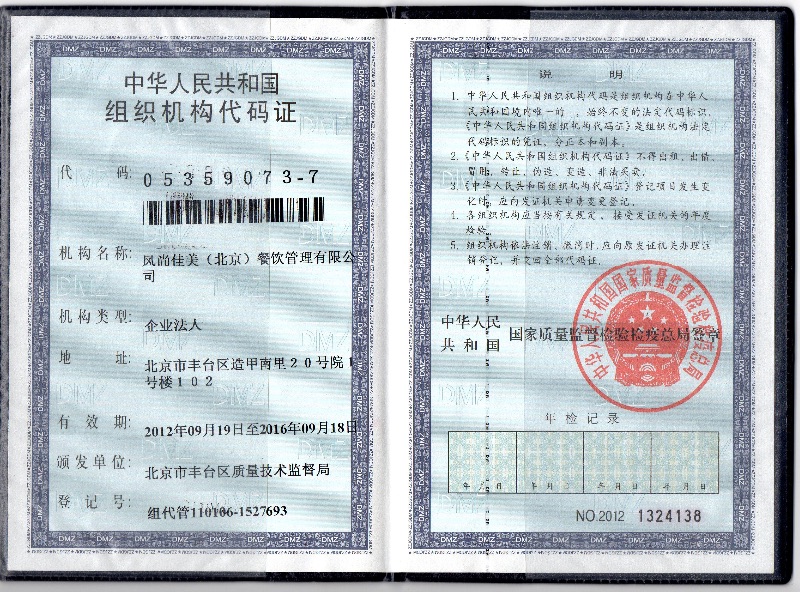 中华人民共和国
组织机构代码证
代 码: 05359073-7
机构名称: 风尚佳美（北京）餐饮管理有限公
司
机构类型: 企业法人
地 址: 北京市丰台区造甲南里２０号院１
号楼１０２
有 效 期: 2012年09月19日至2016年09月18日
颁发单位: 北京市丰台区质量技术监督局
登 记 号: 组代管110106-1527693
说 明
1. 中华人民共和国组织机构代码是组织机构在中华人
民共和国境内唯一的、始终不变的法定代码标识，
《中华人民共和国组织机构代码证》是组织机构法定
代码标识的凭证，分正本和副本。
2.《中华人民共和国组织机构代码证》不得出租、出借、
冒用、转让、伪造、变造、非法买卖。
3.《中华人民共和国组织机构代码证》登记项目发生变
化时，应向发证机关申请变更登记。
4. 各组织机构应当按有关规定，接受发证机关的年度
检验。
5. 组织机构依法注销、撤消时，应向原发证机关办理注
销登记，并交回全部代码证。
中华人民
共 和 国 国家质量监督检验检疫总局签章
年检记录
年 月 年 月 年 月 年 月
NO.2012 1324138